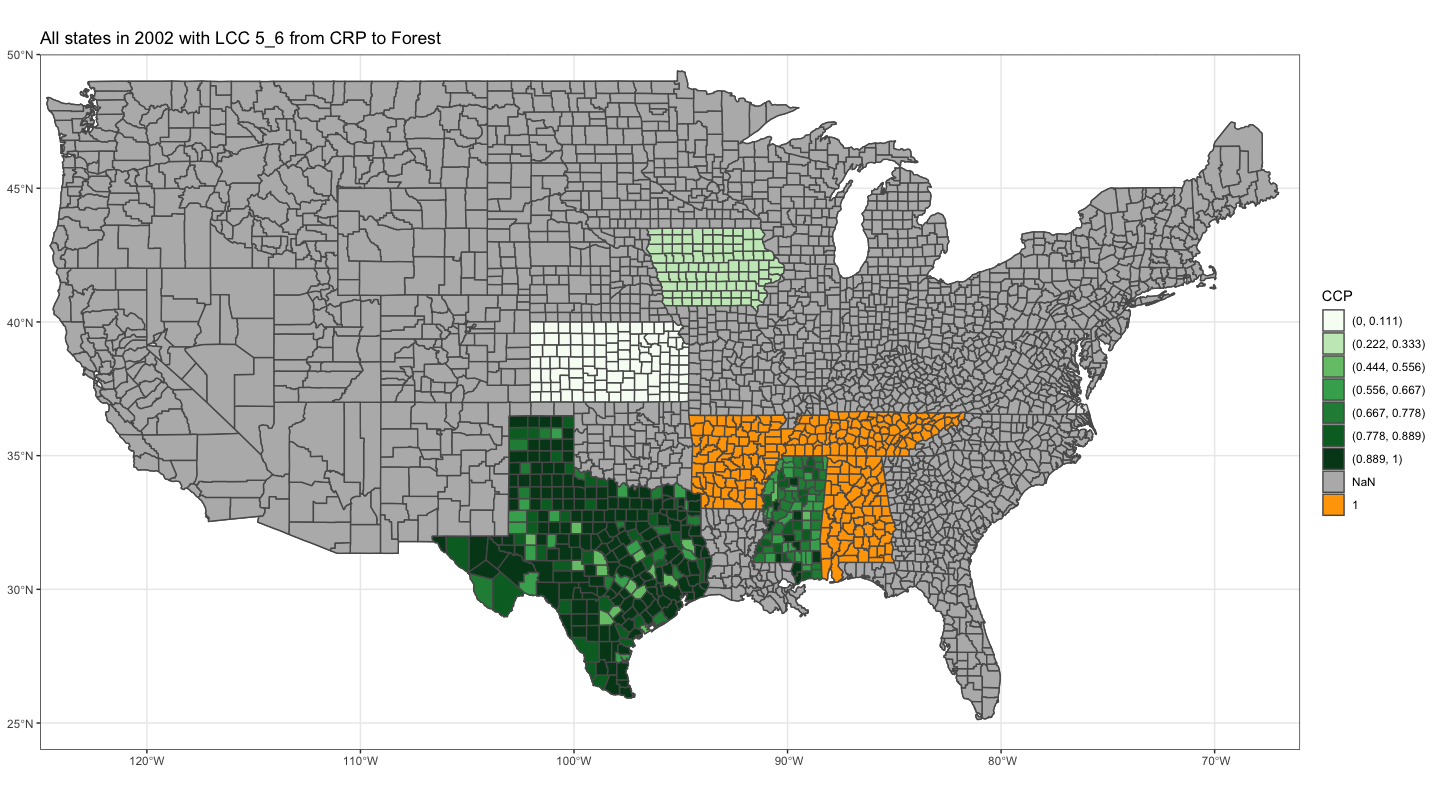 All states in 2002 with LCC 5_6 from CRP to Forest
50°N
45°N
40°N
35°N
30°N
25°N
120°W
110°W
100°W
90°W
80°W
70°W
CCP
(0, 0.111)
(0.222, 0.333)
(0.444, 0.556)
(0.556, 0.667)
(0.667, 0.778)
(0.778, 0.889)
(0.889, 1)
NaN
1